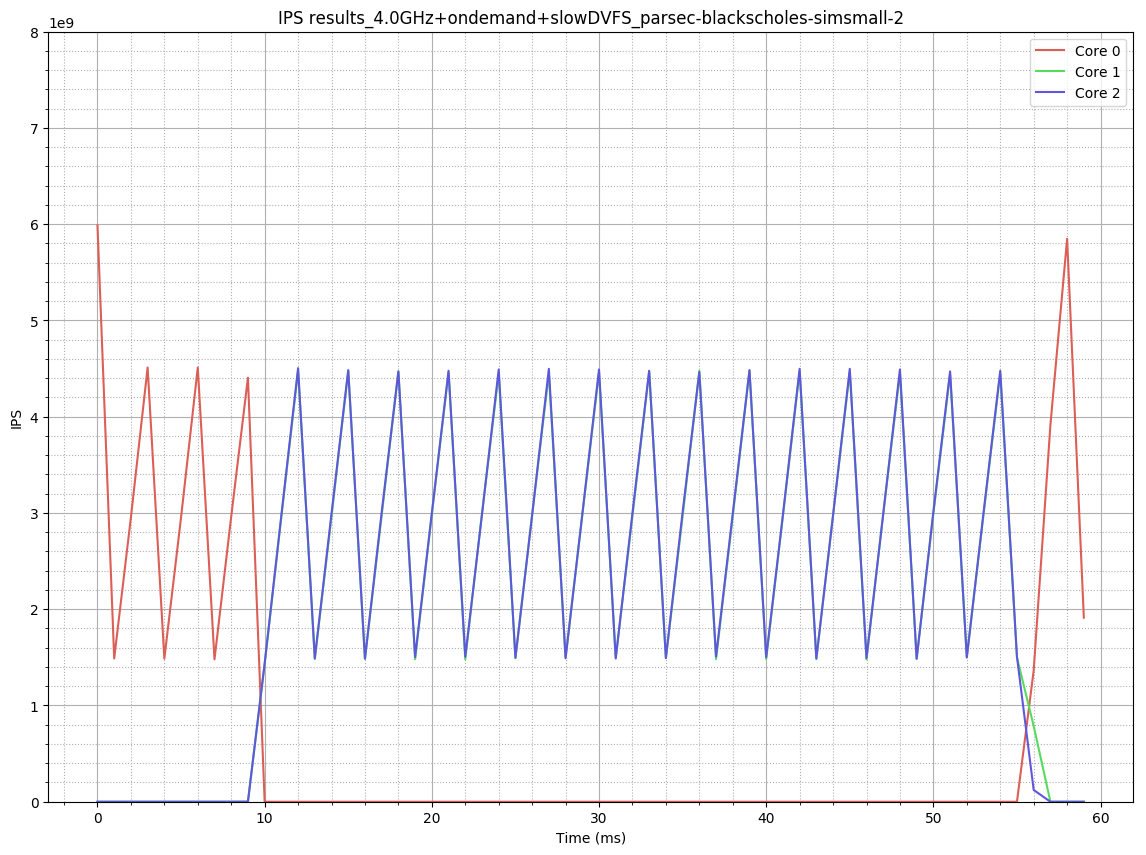 IPS results_4.0GHz+ondemand+slowDVFS_parsec-blackscholes-simsmall-2
1e9
8
7
6
5
4
3
2
1
0
IPS
Core 0
Core 1
Core 2
0 10 20 30 40 50 60
Time (ms)